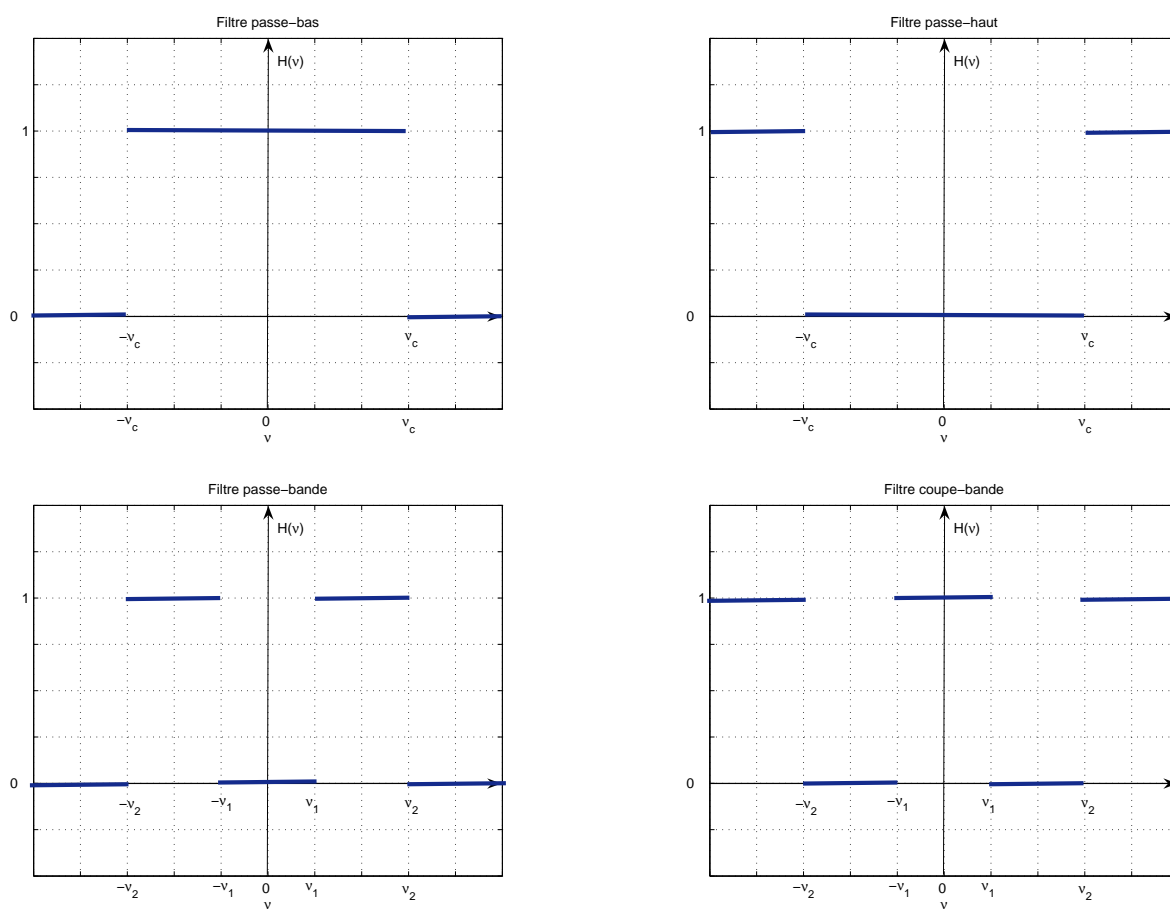 Filtre passe-bas
H(ν)
1
0
−ν_c
ν_c
−ν_c
0
ν_c
ν
Filtre passe-haut
H(ν)
1
0
−ν_c
ν_c
−ν_c
0
ν_c
ν
Filtre passe-bande
H(ν)
1
0
−ν_2
−ν_1
ν_1
ν_2
−ν_2
−ν_1
0
ν_1
ν_2
ν
Filtre coupe-bande
H(ν)
1
0
−ν_2
−ν_1
ν_1
ν_2
−ν_2
−ν_1
0
ν_1
ν_2
ν